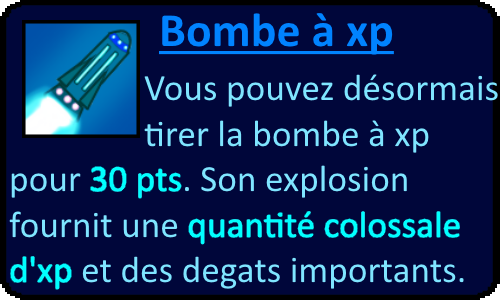 Bombe à xp
Vous pouvez désormais
tirer la bombe à xp
pour 30 pts. Son explosion
fournit une quantité colossale
d'xp et des degats importants.